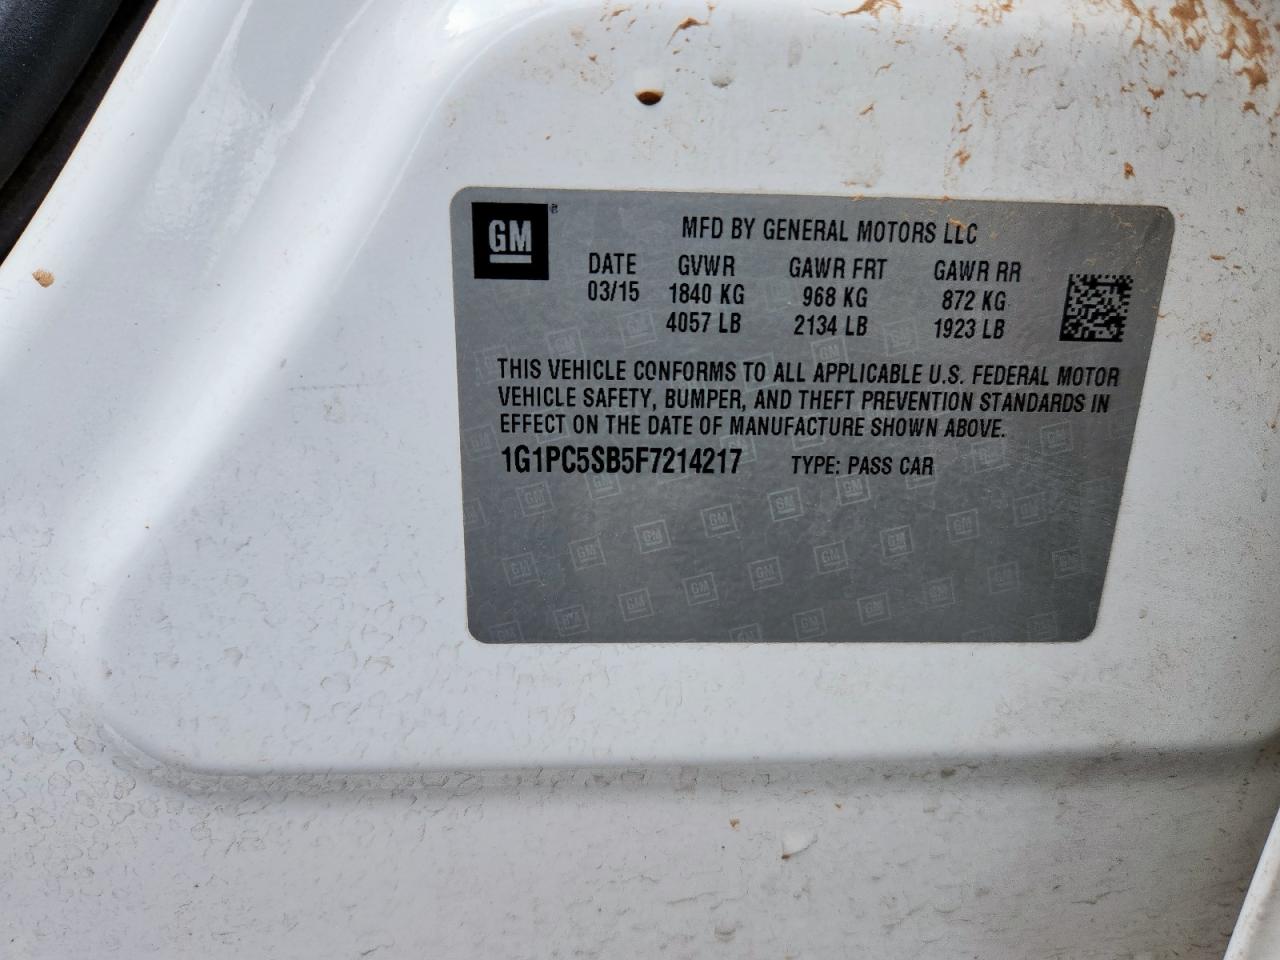 GM®
MFD BY GENERAL MOTORS LLC
DATE GVWR GAWR FRT GAWR RR
03/15 1840 KG 968 KG 872 KG
4057 LB 2134 LB 1923 LB
THIS VEHICLE CONFORMS TO ALL APPLICABLE U.S. FEDERAL MOTOR
VEHICLE SAFETY, BUMPER, AND THEFT PREVENTION STANDARDS IN
EFFECT ON THE DATE OF MANUFACTURE SHOWN ABOVE.
1G1PC5SB5F7214217 TYPE: PASS CAR